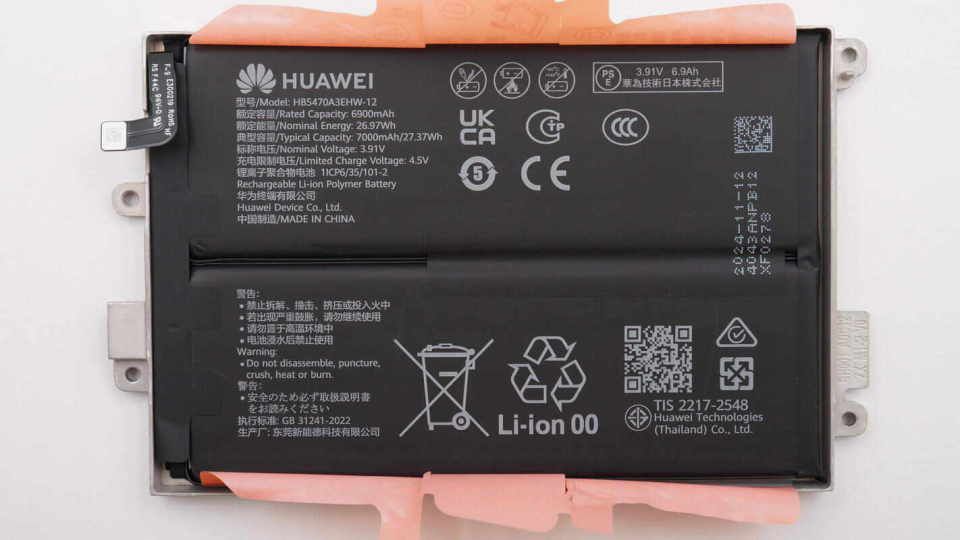 HUAWEI
型号/Model: HB5470A3EHW-12
额定容量/Rated Capacity: 6900mAh
额定能量/Nominal Energy: 26.97Wh
典型容量/Typical Capacity: 7000mAh/27.37Wh
标称电压/Nominal Voltage: 3.91V
充电限制电压/Limited Charge Voltage: 4.5V
锂离子聚合物电池 1ICP6/35/101-2
Rechargeable Li-ion Polymer Battery
华为终端有限公司
Huawei Device Co., Ltd.
中国制造/MADE IN CHINA
PS
E
3.91V 6.9Ah
華為技術日本株式会社
UK
CA
TP
CCC
5
CE
2024-11-12
4043ANPB12
XF0278
F-9 E300219 RoHS HF
94V-0
警告:
• 禁止拆解、撞击、挤压或投入火中
• 若出现严重鼓胀，请勿继续使用
• 请勿置于高温环境中
• 电池浸水后禁止使用
Warning:
• Do not disassemble, puncture,
crush, heat or burn.
警告:
• 安全のため必ず取扱説明書
をお読みください
执行标准: GB 31241-2022
生产厂: 东莞新能德科技有限公司
Li-ion 00
TIS 2217-2548
Huawei Technologies
(Thailand) Co., Ltd.